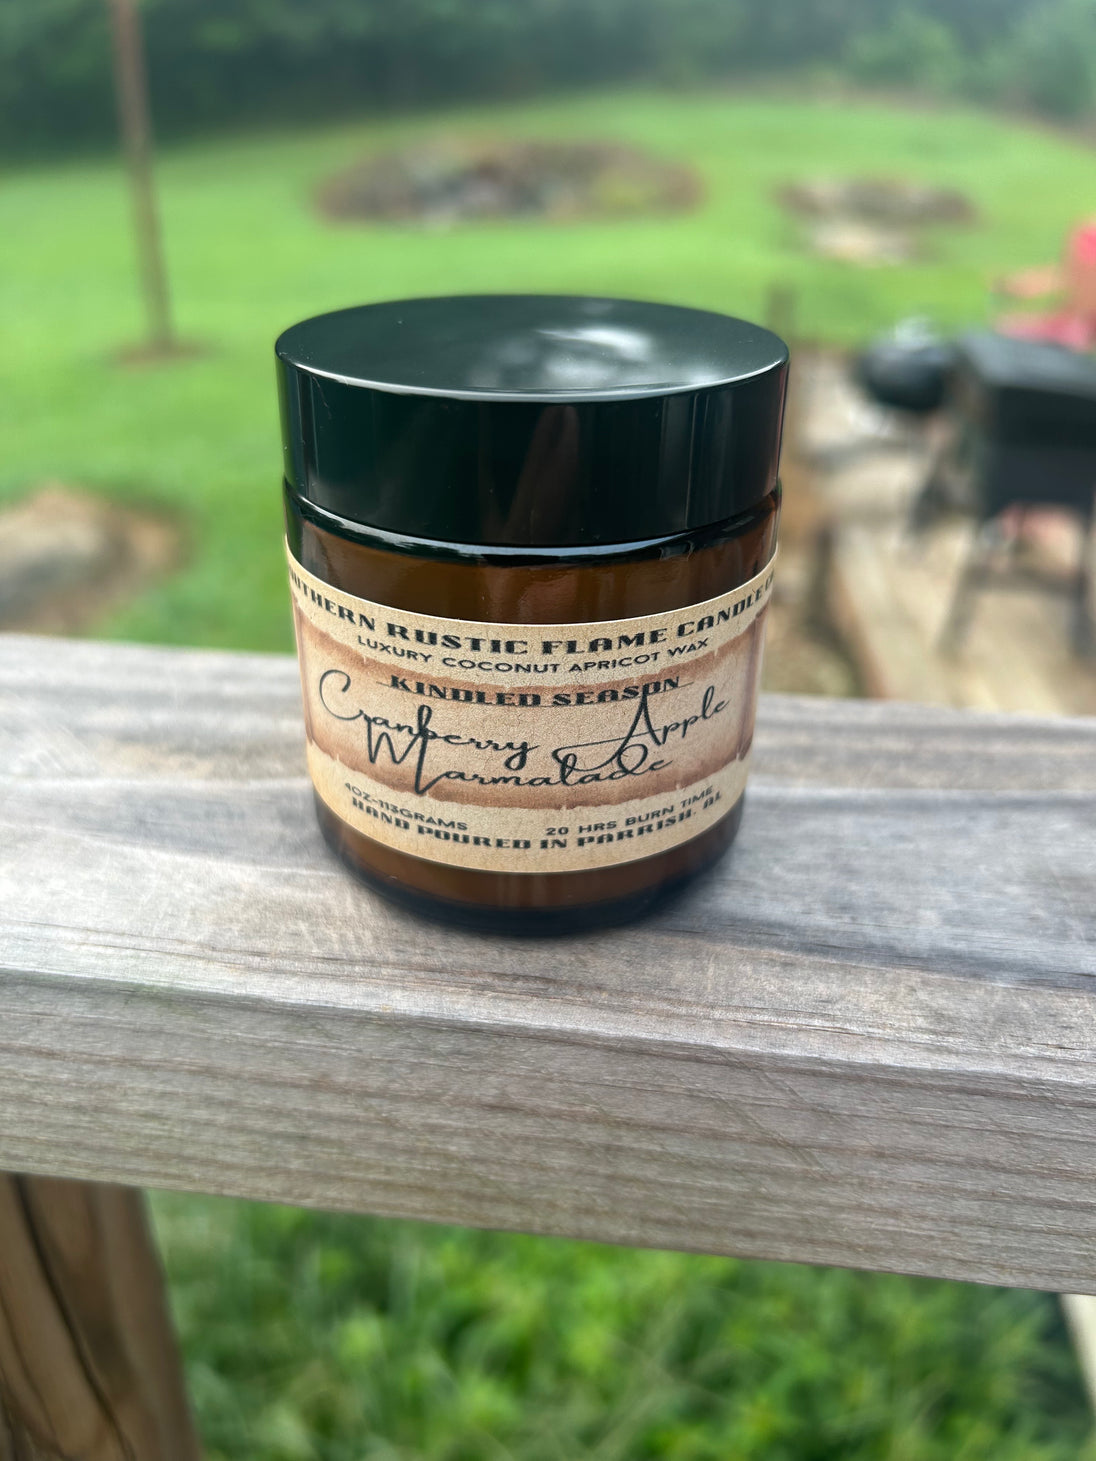 RUSTIC FLAME CANDLE
LUXURY COCONUT APRICOT WAX
KINDLED SEASON
Cranberry Apple
Marmalade
4OZ-113GRAMS 20 HRS BURN TIME
HAND POURED IN PARRISH, AL